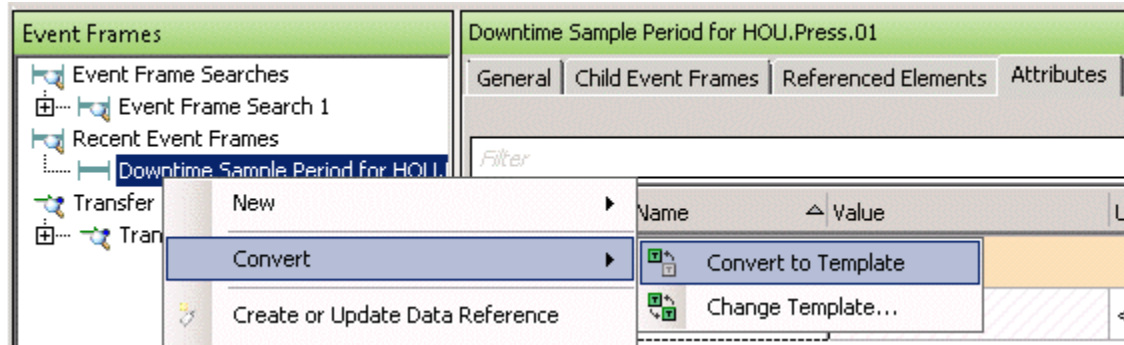 Event Frames
Event Frame Searches
Event Frame Search 1
Recent Event Frames
Downtime Sample Period for HOU.
Transfer
Tran
New
Convert
Create or Update Data Reference
Downtime Sample Period for HOU.Press.01
General
Child Event Frames
Referenced Elements
Attributes
Filter
Name
Value
Convert to Template
Change Template...